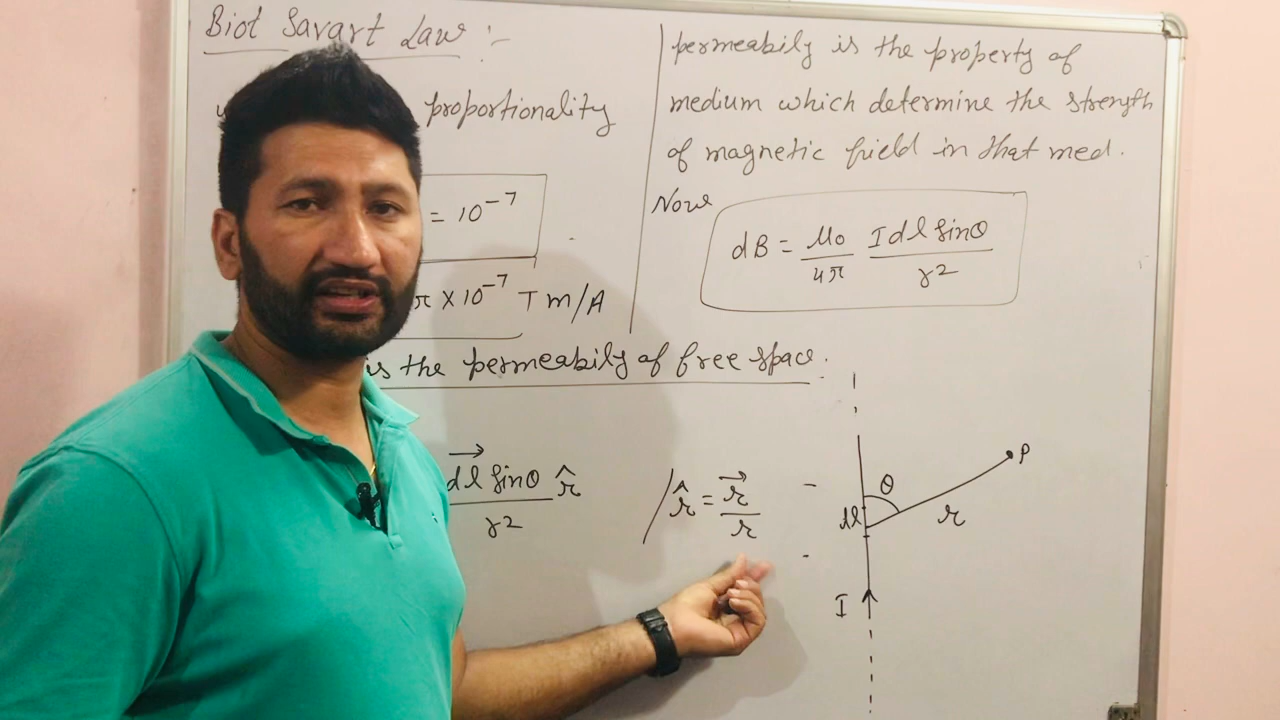 Biot Savart Law :-
proportionality
= 10⁻⁷
π × 10⁻⁷ Tm/A
is the permeabily of free space.
d⃗l sinθ r̂
r²
permeabily is the property of
medium which determine the strength
of magnetic field in that med.
Now
dB = μ₀/4π Idl sinθ/r²
/ r̂ = r⃗/r
P
θ
dl
r
I